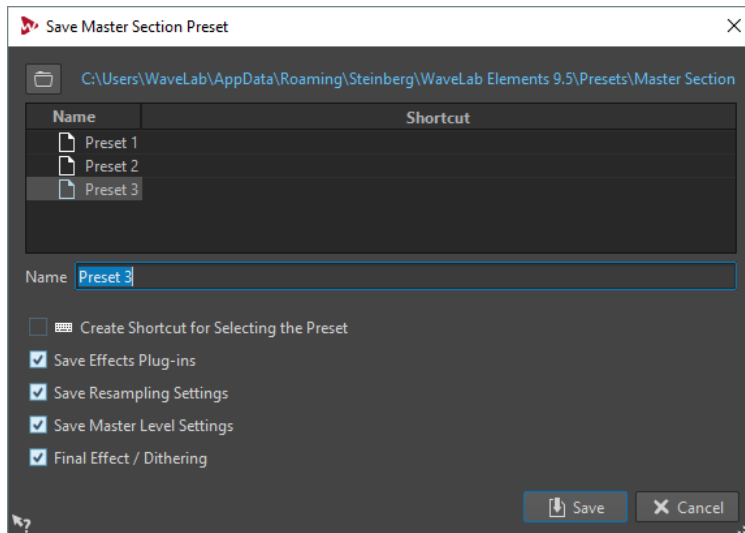 Save Master Section Preset
C:\Users\WaveLab\AppData\Roaming\Steinberg\WaveLab Elements 9.5\Presets\Master Section
Name Shortcut
Preset 1
Preset 2
Preset 3
Name Preset 3
Create Shortcut for Selecting the Preset
Save Effects Plug-ins
Save Resampling Settings
Save Master Level Settings
Final Effect / Dithering
Save Cancel